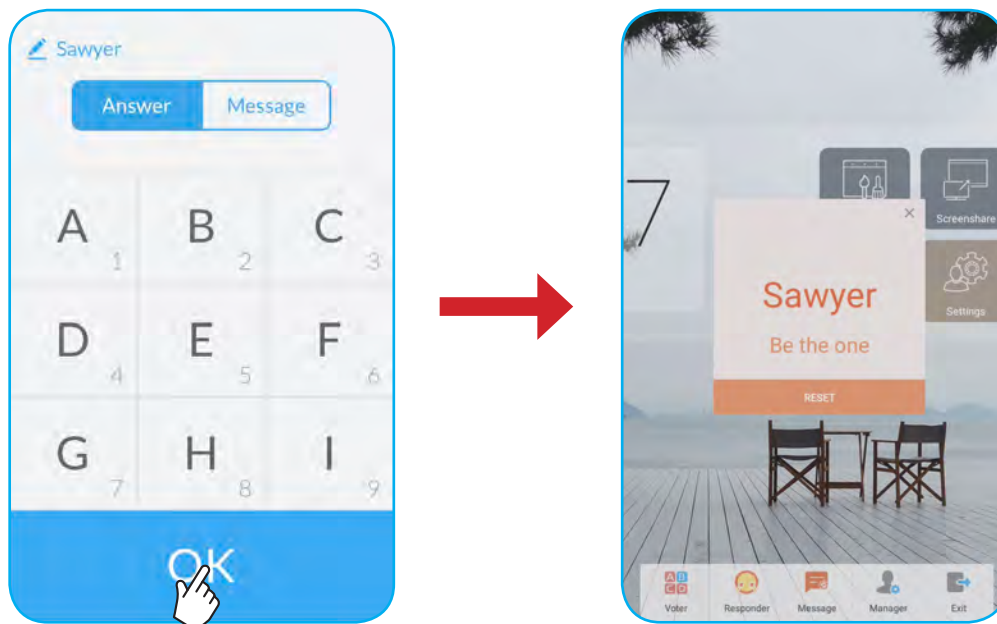 Sawyer
Answer Message
A 1 B 2 C 3
D 4 E 5 F 6
G 7 H 8 I 9
OK
7
Screenshare
Settings
×
Sawyer
Be the one
RESET
Voter Responder Message Manager Exit
A B
C D